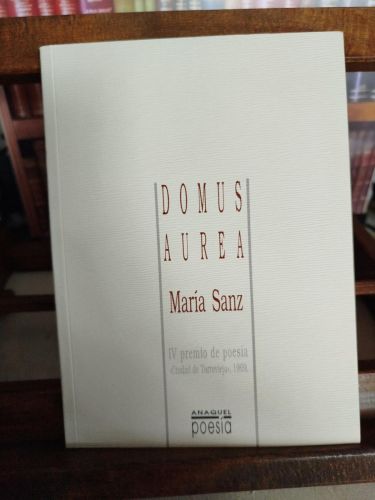 DOMUS
AUREA
María Sanz
IV premio de poesía
«Ciudad de Torrevieja», 1989.
ANAQUEL
poesía